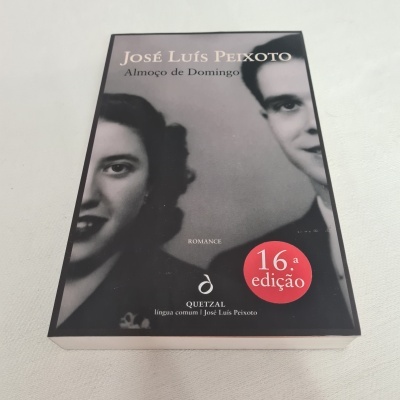 JOSÉ LUÍS PEIXOTO
Almoço de Domingo
ROMANCE
16.ª
edição
QUETZAL
língua comum | José Luís Peixoto